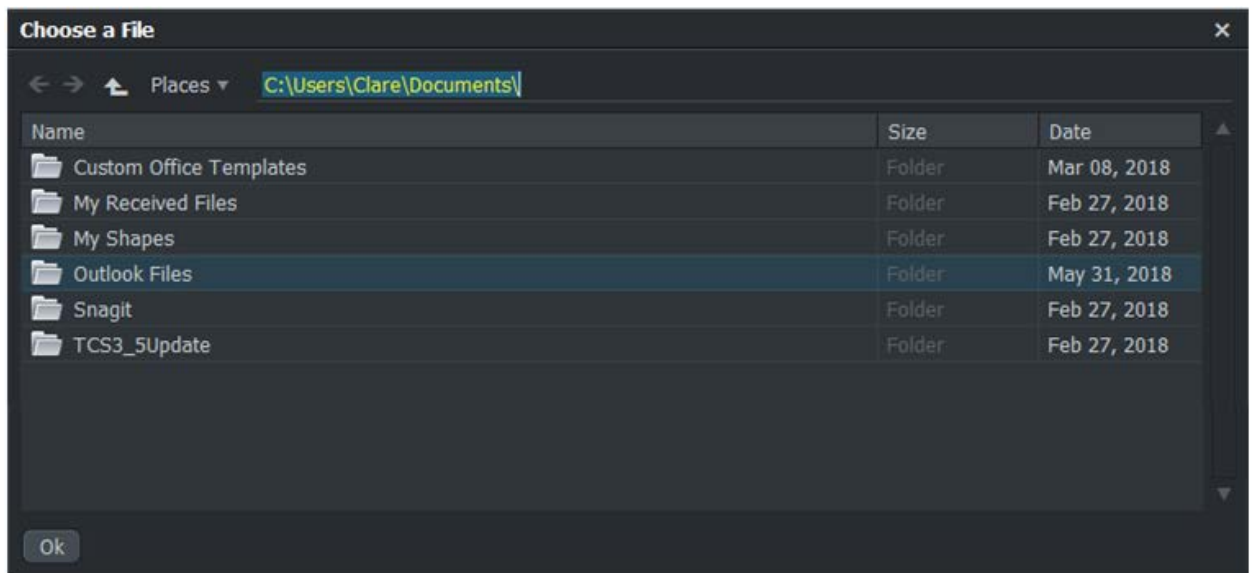 Choose a File
Places C:\Users\Clare\Documents\
Name Size Date
Custom Office Templates Folder Mar 08, 2018
My Received Files Folder Feb 27, 2018
My Shapes Folder Feb 27, 2018
Outlook Files Folder May 31, 2018
Snagit Folder Feb 27, 2018
TCS3_5Update Folder Feb 27, 2018
Ok